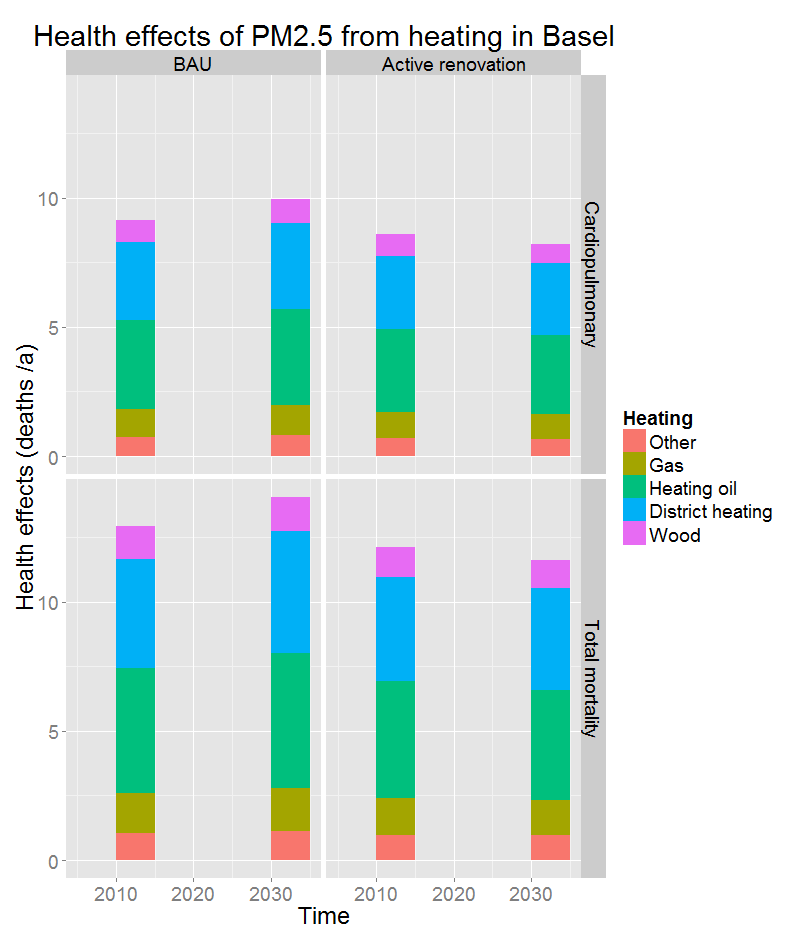 Health effects of PM2.5 from heating in Basel
BAU
Active renovation
10
5
0
Cardiopulmonary
10
5
0
Total mortality
Health effects (deaths /a)
2010
2020
2030
2010
2020
2030
Time
Heating
Other
Gas
Heating oil
District heating
Wood